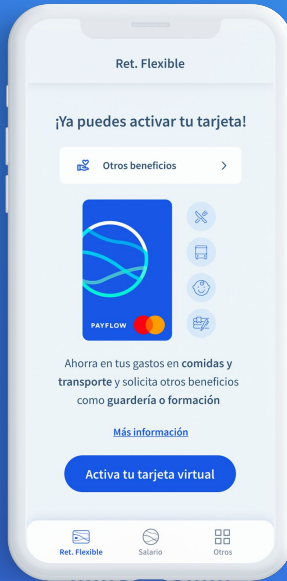 Ret. Flexible
¡Ya puedes activar tu tarjeta!
Otros beneficios
PAYFLOW
Ahorra en tus gastos en comidas y
transporte y solicita otros beneficios
como guardería o formación
Más información
Activa tu tarjeta virtual
Ret. Flexible
Salario
Otros